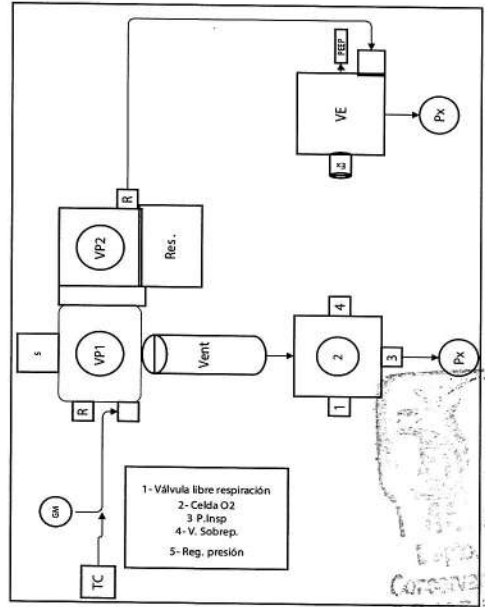 PEEP
VE
Px
R
VP2
Res.
5
VP1
R
Vent
4
2
1
3
Px
GM
TC
1- Válvula libre respiración
2- Celda O2
3 P.Insp
4- V. Sobrep.
5- Reg. presión